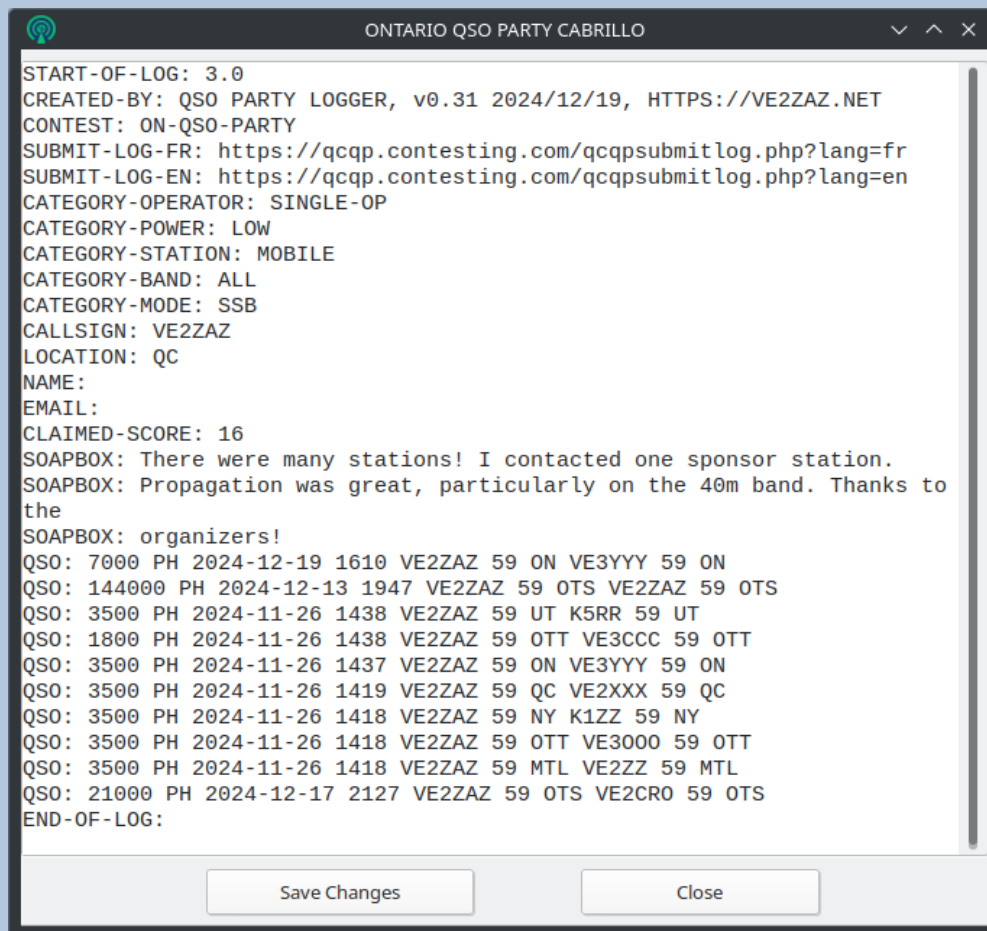 ONTARIO QSO PARTY CABRILLO
START-OF-LOG: 3.0
CREATED-BY: QSO PARTY LOGGER, v0.31 2024/12/19, HTTPS://VE2ZAZ.NET
CONTEST: ON-QSO-PARTY
SUBMIT-LOG-FR: https://qcqp.contesting.com/qcqpsubmitlog.php?lang=fr
SUBMIT-LOG-EN: https://qcqp.contesting.com/qcqpsubmitlog.php?lang=en
CATEGORY-OPERATOR: SINGLE-OP
CATEGORY-POWER: LOW
CATEGORY-STATION: MOBILE
CATEGORY-BAND: ALL
CATEGORY-MODE: SSB
CALLSIGN: VE2ZAZ
LOCATION: QC
NAME:
EMAIL:
CLAIMED-SCORE: 16
SOAPBOX: There were many stations! I contacted one sponsor station.
SOAPBOX: Propagation was great, particularly on the 40m band. Thanks to
the
SOAPBOX: organizers!
QSO: 7000 PH 2024-12-19 1610 VE2ZAZ 59 ON VE3YYY 59 ON
QSO: 144000 PH 2024-12-13 1947 VE2ZAZ 59 OTS VE2ZAZ 59 OTS
QSO: 3500 PH 2024-11-26 1438 VE2ZAZ 59 UT K5RR 59 UT
QSO: 1800 PH 2024-11-26 1438 VE2ZAZ 59 OTT VE3CCC 59 OTT
QSO: 3500 PH 2024-11-26 1437 VE2ZAZ 59 ON VE3YYY 59 ON
QSO: 3500 PH 2024-11-26 1419 VE2ZAZ 59 QC VE2XXX 59 QC
QSO: 3500 PH 2024-11-26 1418 VE2ZAZ 59 NY K1ZZ 59 NY
QSO: 3500 PH 2024-11-26 1418 VE2ZAZ 59 OTT VE3OOO 59 OTT
QSO: 3500 PH 2024-11-26 1418 VE2ZAZ 59 MTL VE2ZZ 59 MTL
QSO: 21000 PH 2024-12-17 2127 VE2ZAZ 59 OTS VE2CRO 59 OTS
END-OF-LOG:
Save Changes
Close